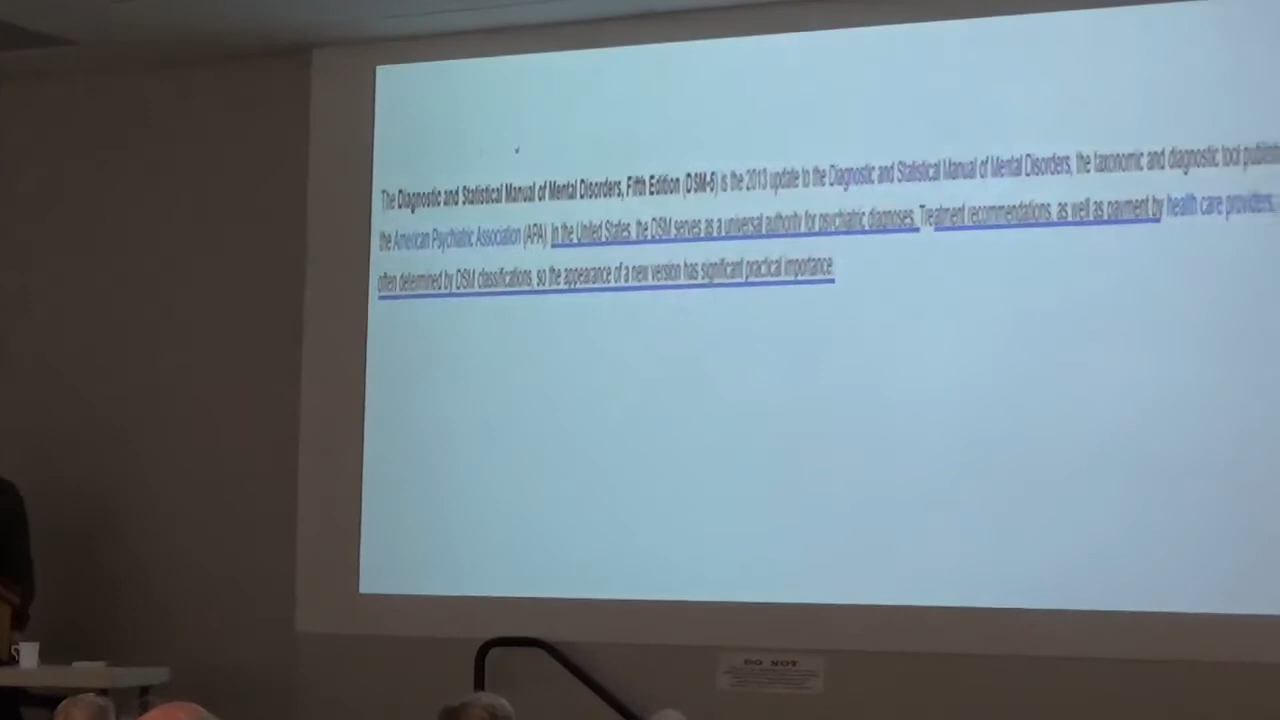 The Diagnostic and Statistical Manual of Mental Disorders, Fifth Edition (DSM-5) is the 2013 update to the Diagnostic and Statistical Manual of Mental Disorders, the taxonomic and diagnostic tool
the American Psychiatric Association (APA). In the United States, the DSM serves as a universal authority for psychiatric diagnoses. Treatment recommendations, as well as payment by health care providers,
often determined by DSM classifications, so the appearance of a new version has significant practical importance.
DO NOT